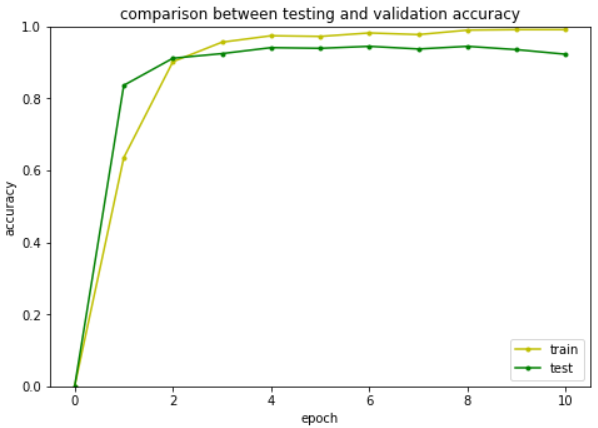 comparison between testing and validation accuracy
accuracy
1.0
0.8
0.6
0.4
0.2
0.0
0 2 4 6 8 10
epoch
train
test